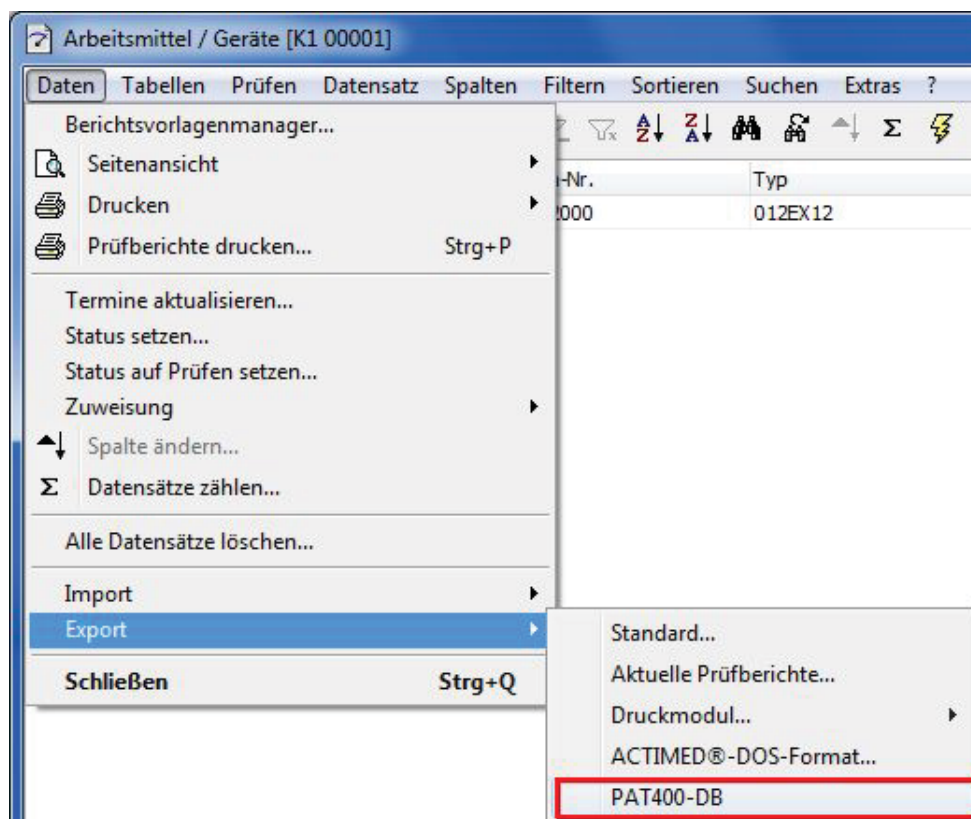 Arbeitsmittel / Geräte [K1 00001]
Daten Tabellen Prüfen Datensatz Spalten Filtern Sortieren Suchen Extras ?
Berichtsvorlagenmanager...
Seitenansicht
Drucken
Prüfberichte drucken... Strg+P
Termine aktualisieren...
Status setzen...
Status auf Prüfen setzen...
Zuweisung
Spalte ändern...
Σ Datensätze zählen...
Alle Datensätze löschen...
Import
Export
Schließen Strg+Q
A Z Z A Σ
-Nr. Typ
000 012EX12
Standard...
Aktuelle Prüfberichte...
Druckmodul...
ACTIMED®-DOS-Format...
PAT400-DB